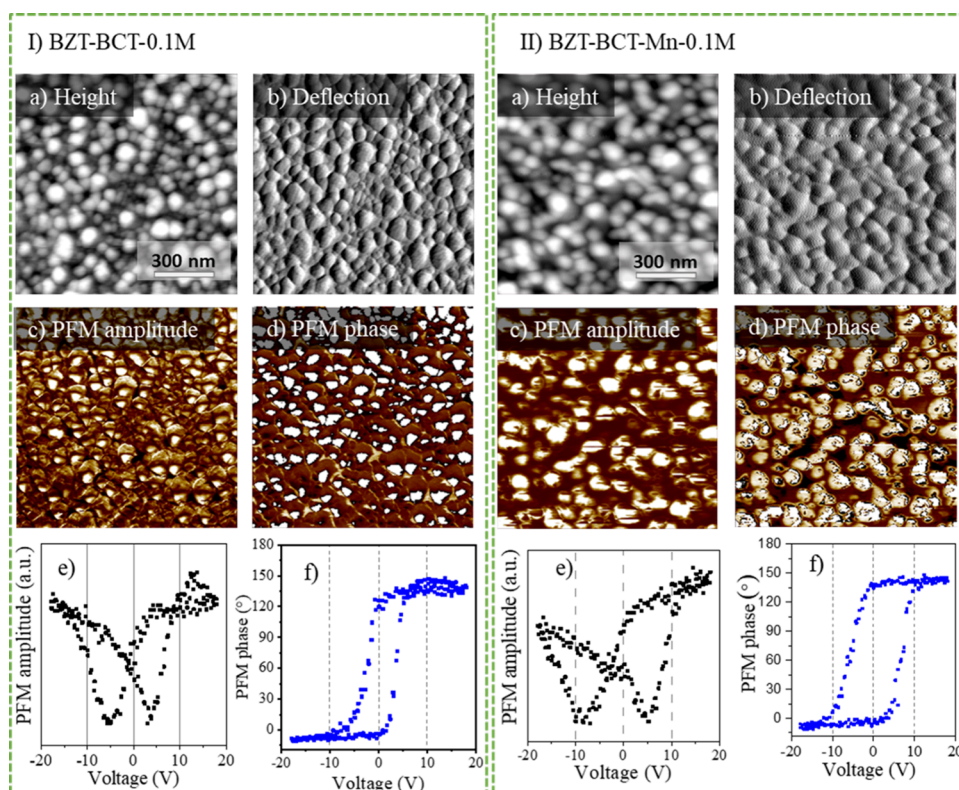 I) BZT-BCT-0.1M
a) Height
300 nm
b) Deflection
c) PFM amplitude
d) PFM phase
e)
PFM amplitude (a.u.)
-20 -10 0 10 20
Voltage (V)
f)
PFM phase(°)
180
150
120
90
60
30
0
-20 -10 0 10 20
Voltage (V)
II) BZT-BCT-Mn-0.1M
a) Height
300 nm
b) Deflection
c) PFM amplitude
d) PFM phase
e)
PFM amplitude (a.u.)
-20 -10 0 10 20
Voltage (V)
f)
PFM phase (°)
180
150
120
90
60
30
0
-20 -10 0 10 20
Voltage (V)